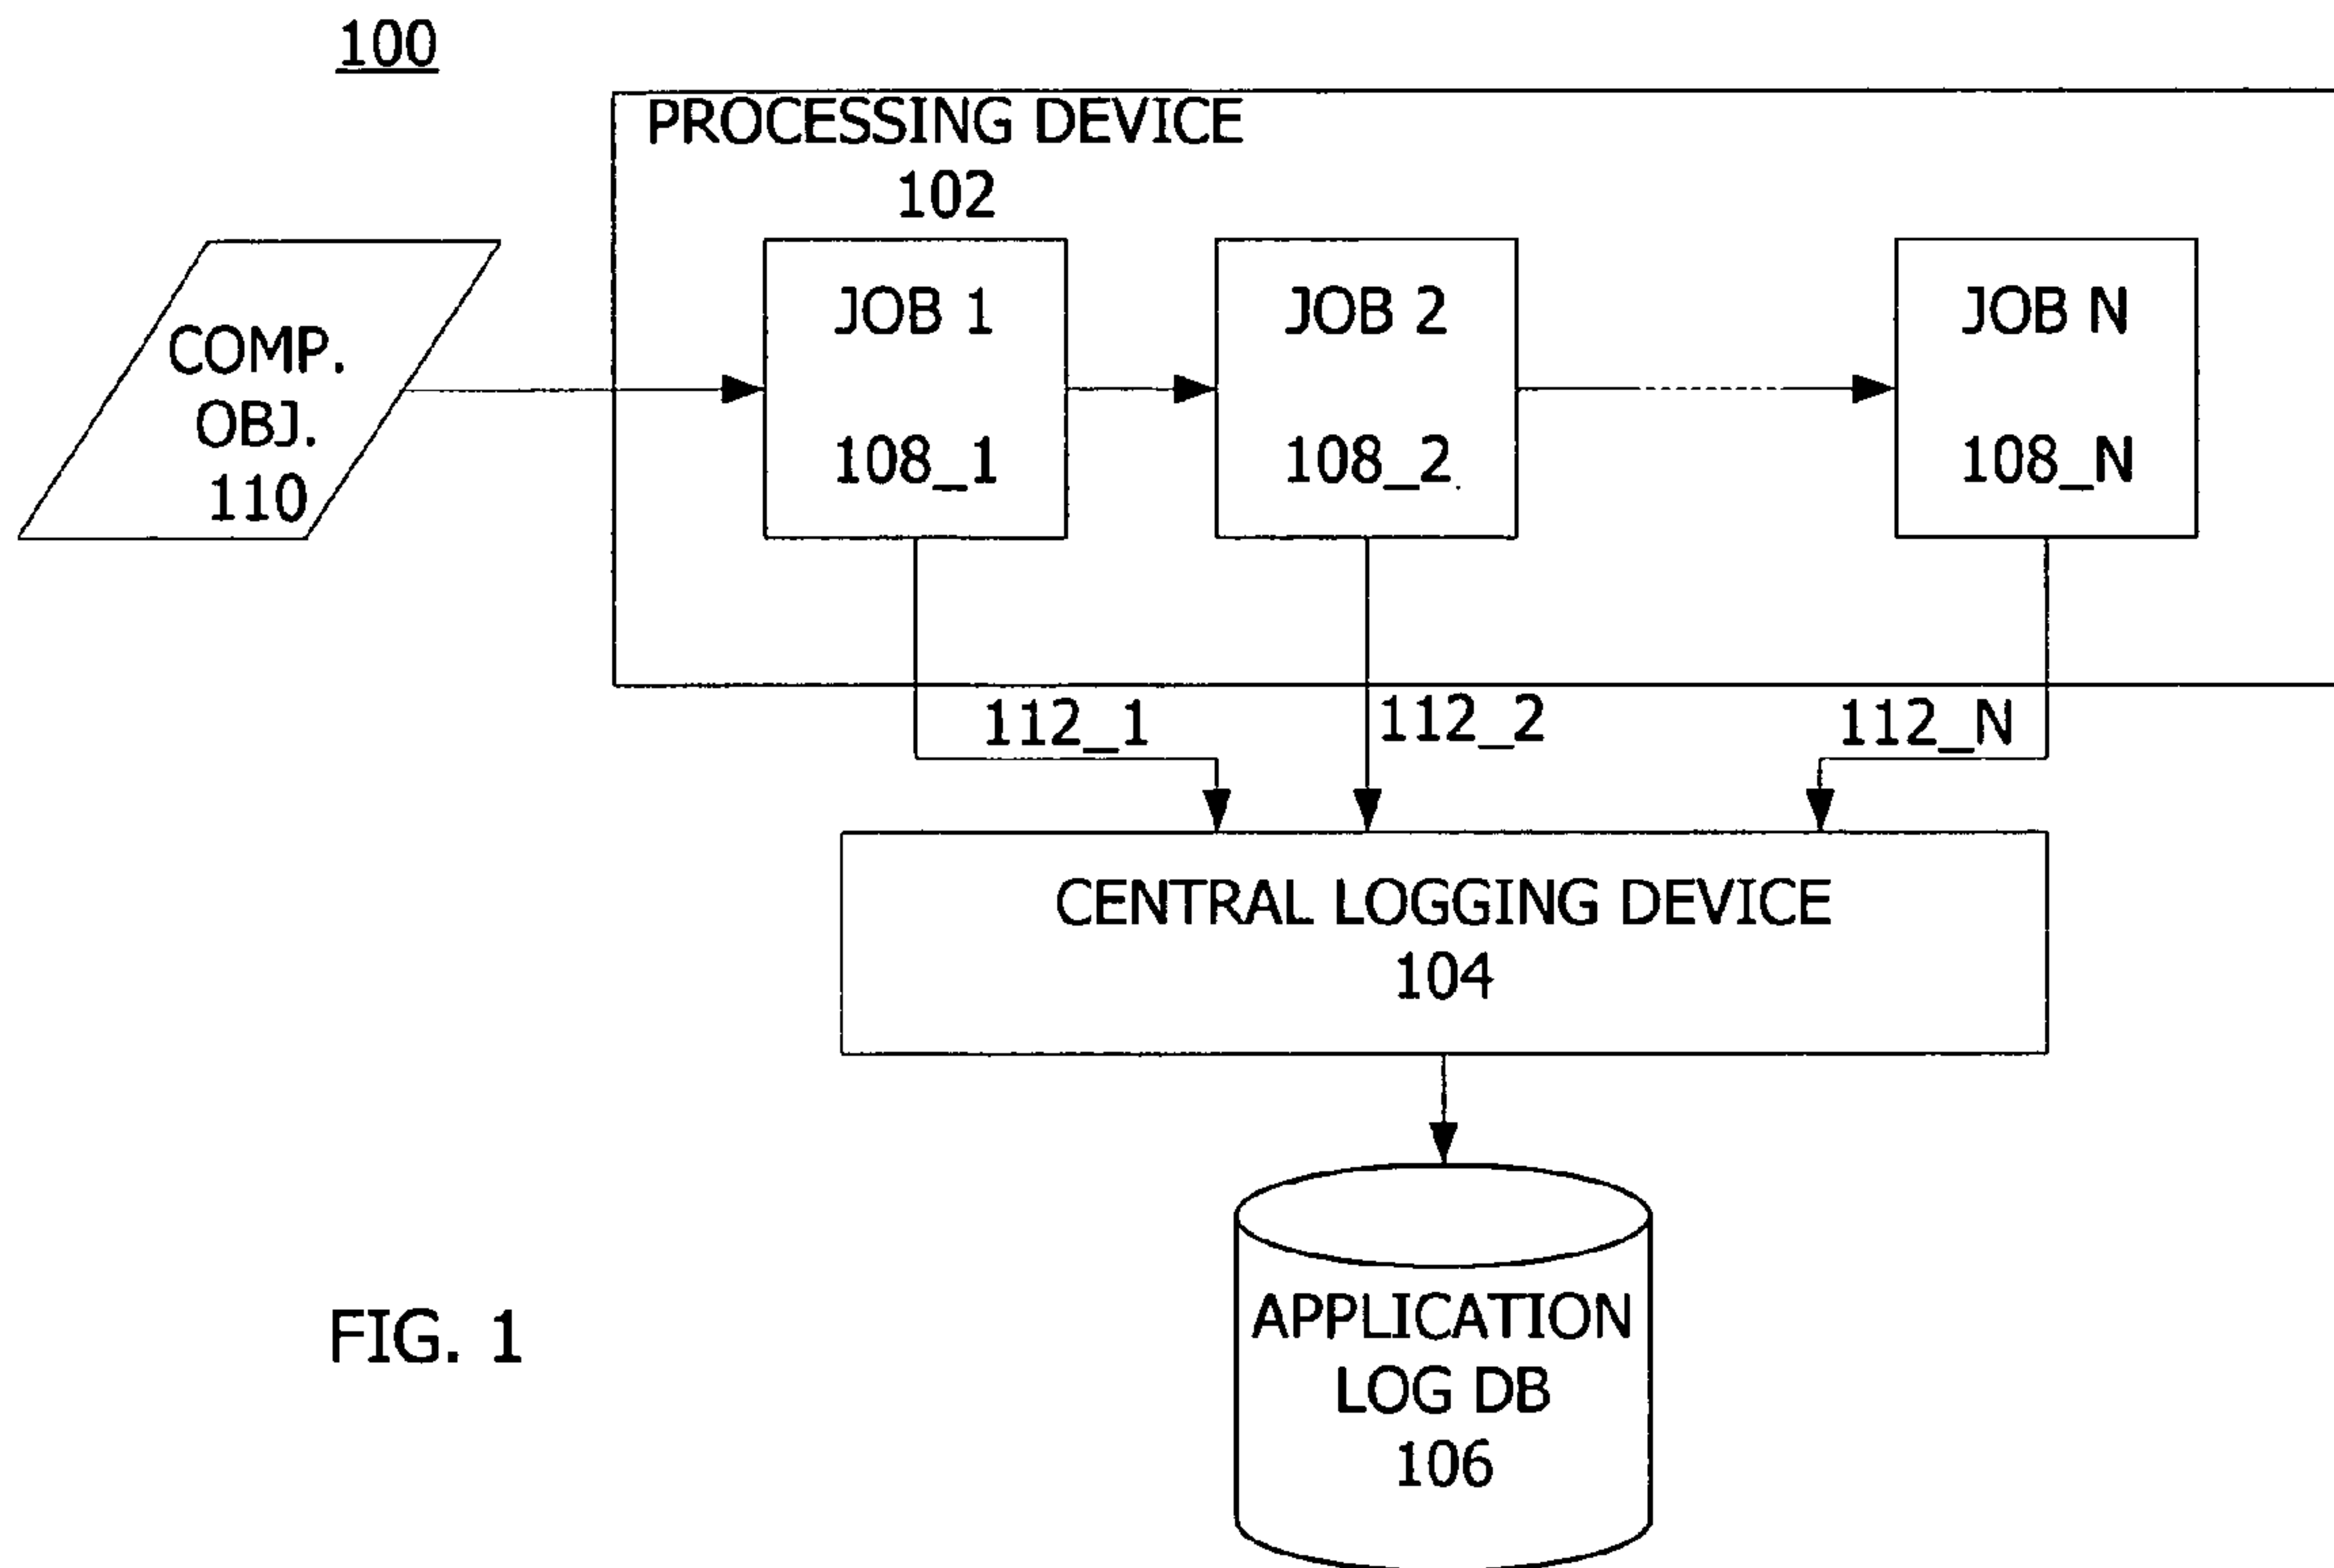 100
PROCESSING DEVICE
102
COMP.
OBJ.
110
JOB 1
108_1
JOB 2
108_2
JOB N
108_N
112_1
112_2
112_N
CENTRAL LOGGING DEVICE
104
APPLICATION
LOG DB
106
FIG. 1